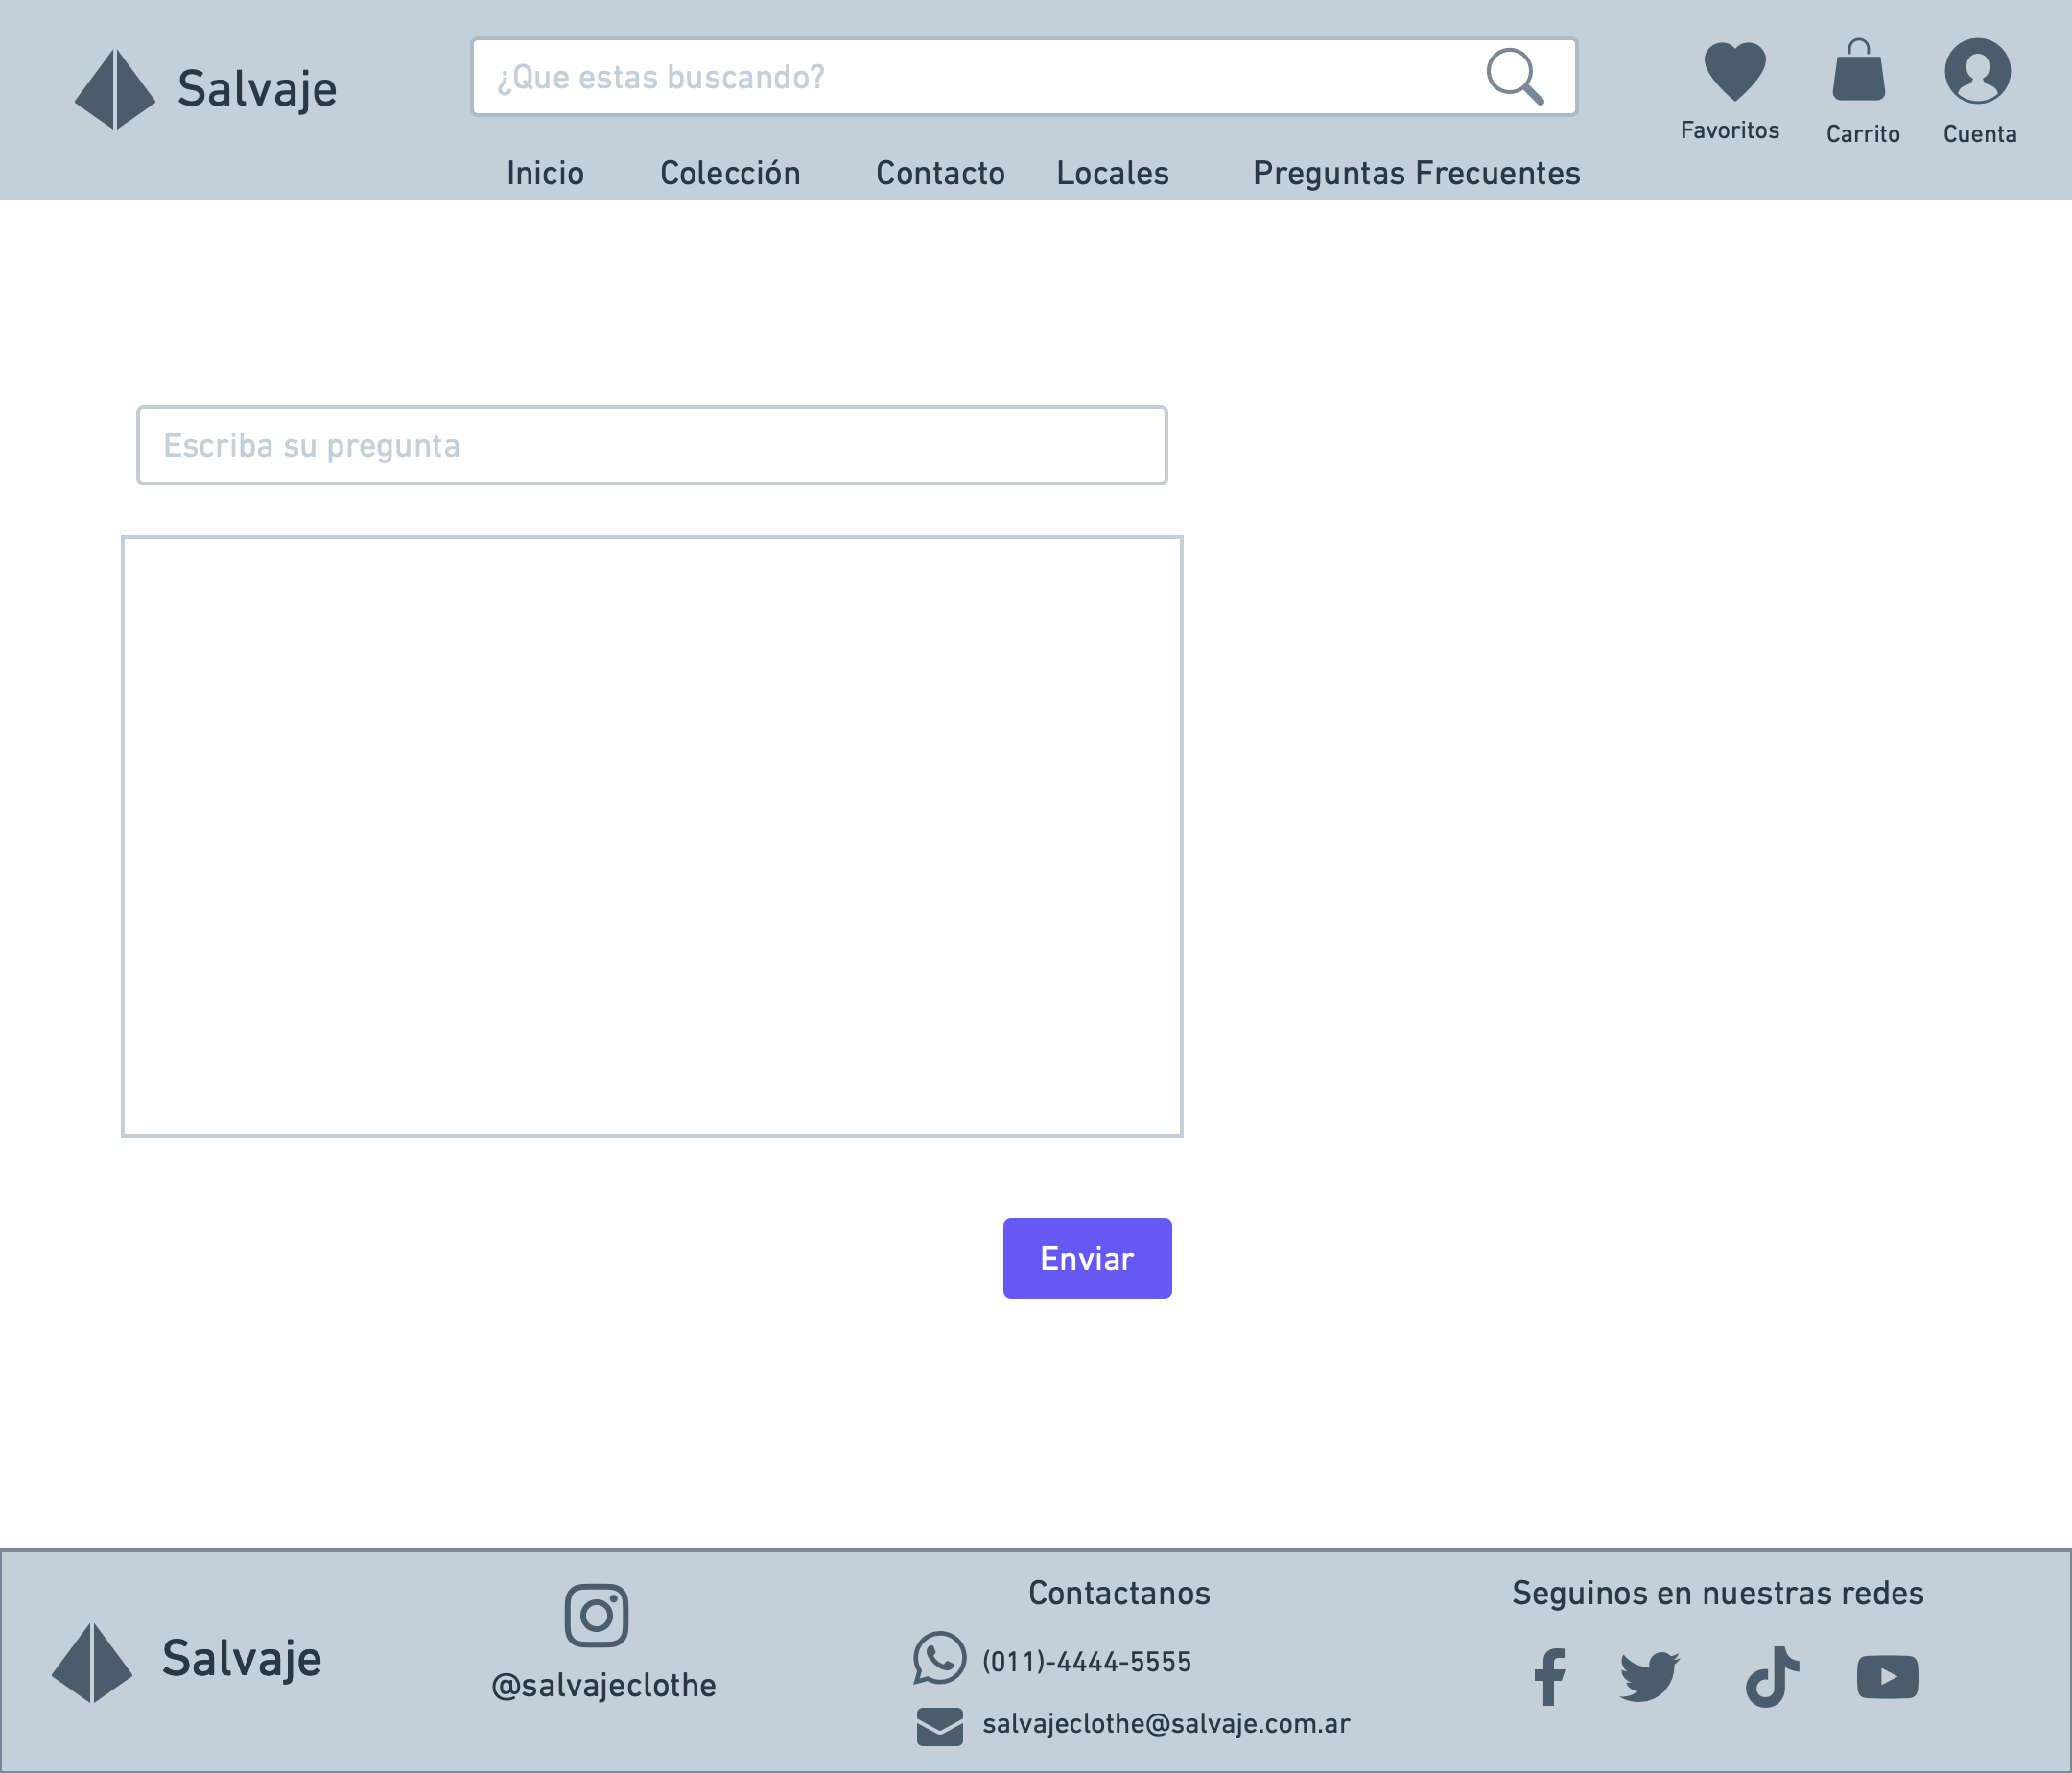 Salvaje
¿Que estas buscando?
Favoritos
Carrito
Cuenta
Inicio
Colección
Contacto
Locales
Preguntas Frecuentes
Escriba su pregunta
Enviar
Salvaje
@salvajeclothe
Contactanos
(011)-4444-5555
salvajeclothe@salvaje.com.ar
Seguinos en nuestras redes